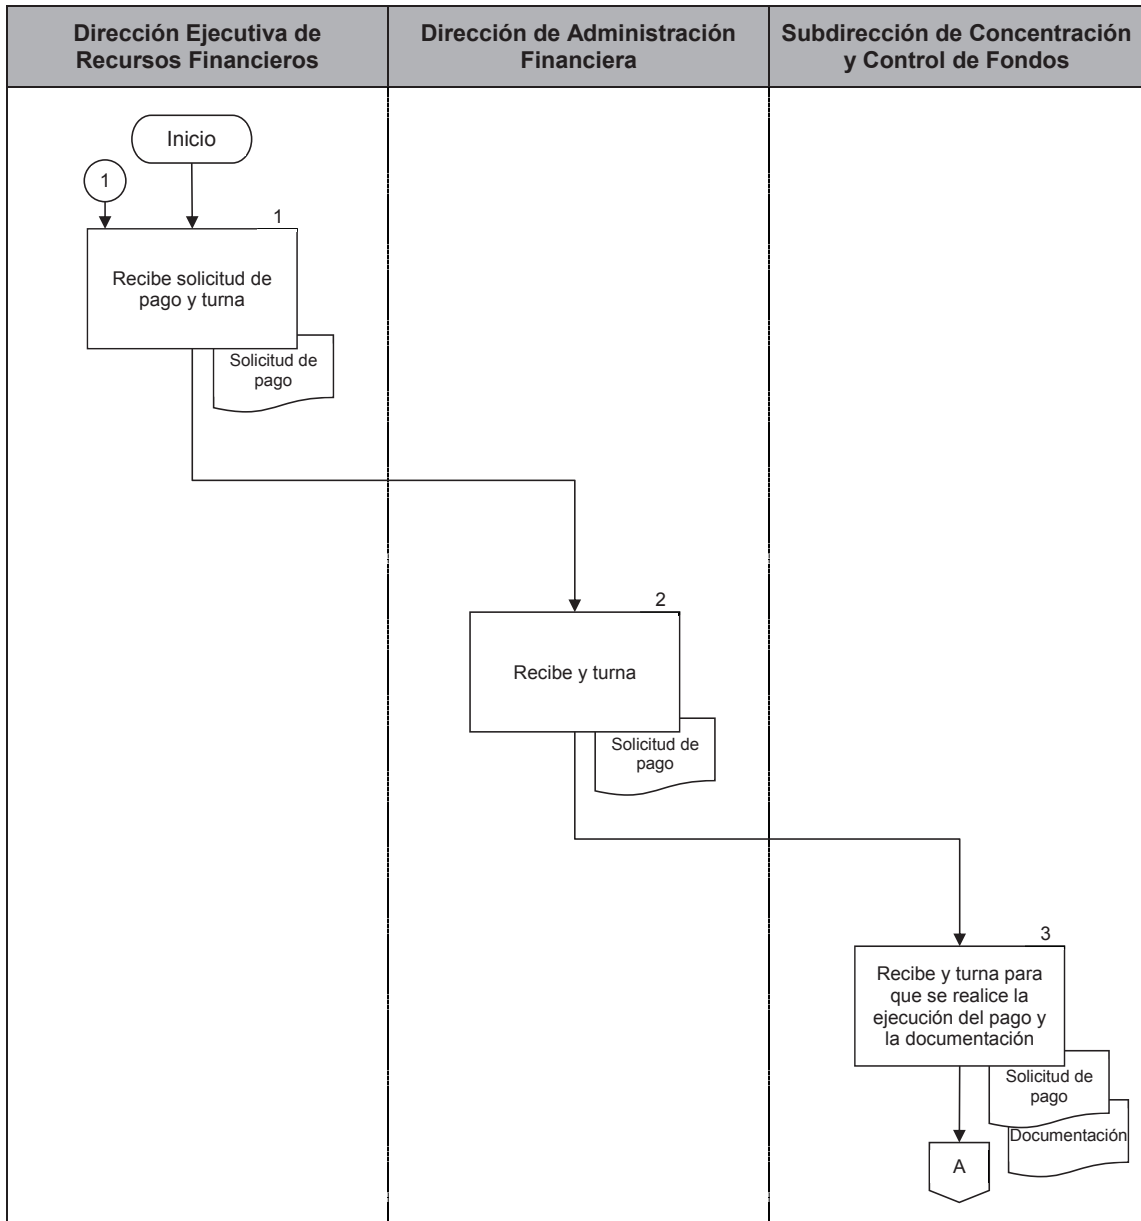 Dirección Ejecutiva de
Recursos Financieros
Dirección de Administración
Financiera
Subdirección de Concentración
y Control de Fondos
Inicio
1
1
Recibe solicitud de
pago y turna
Solicitud de
pago
2
Recibe y turna
Solicitud de
pago
3
Recibe y turna para
que se realice la
ejecución del pago y
la documentación
Solicitud de
pago
Documentación
A